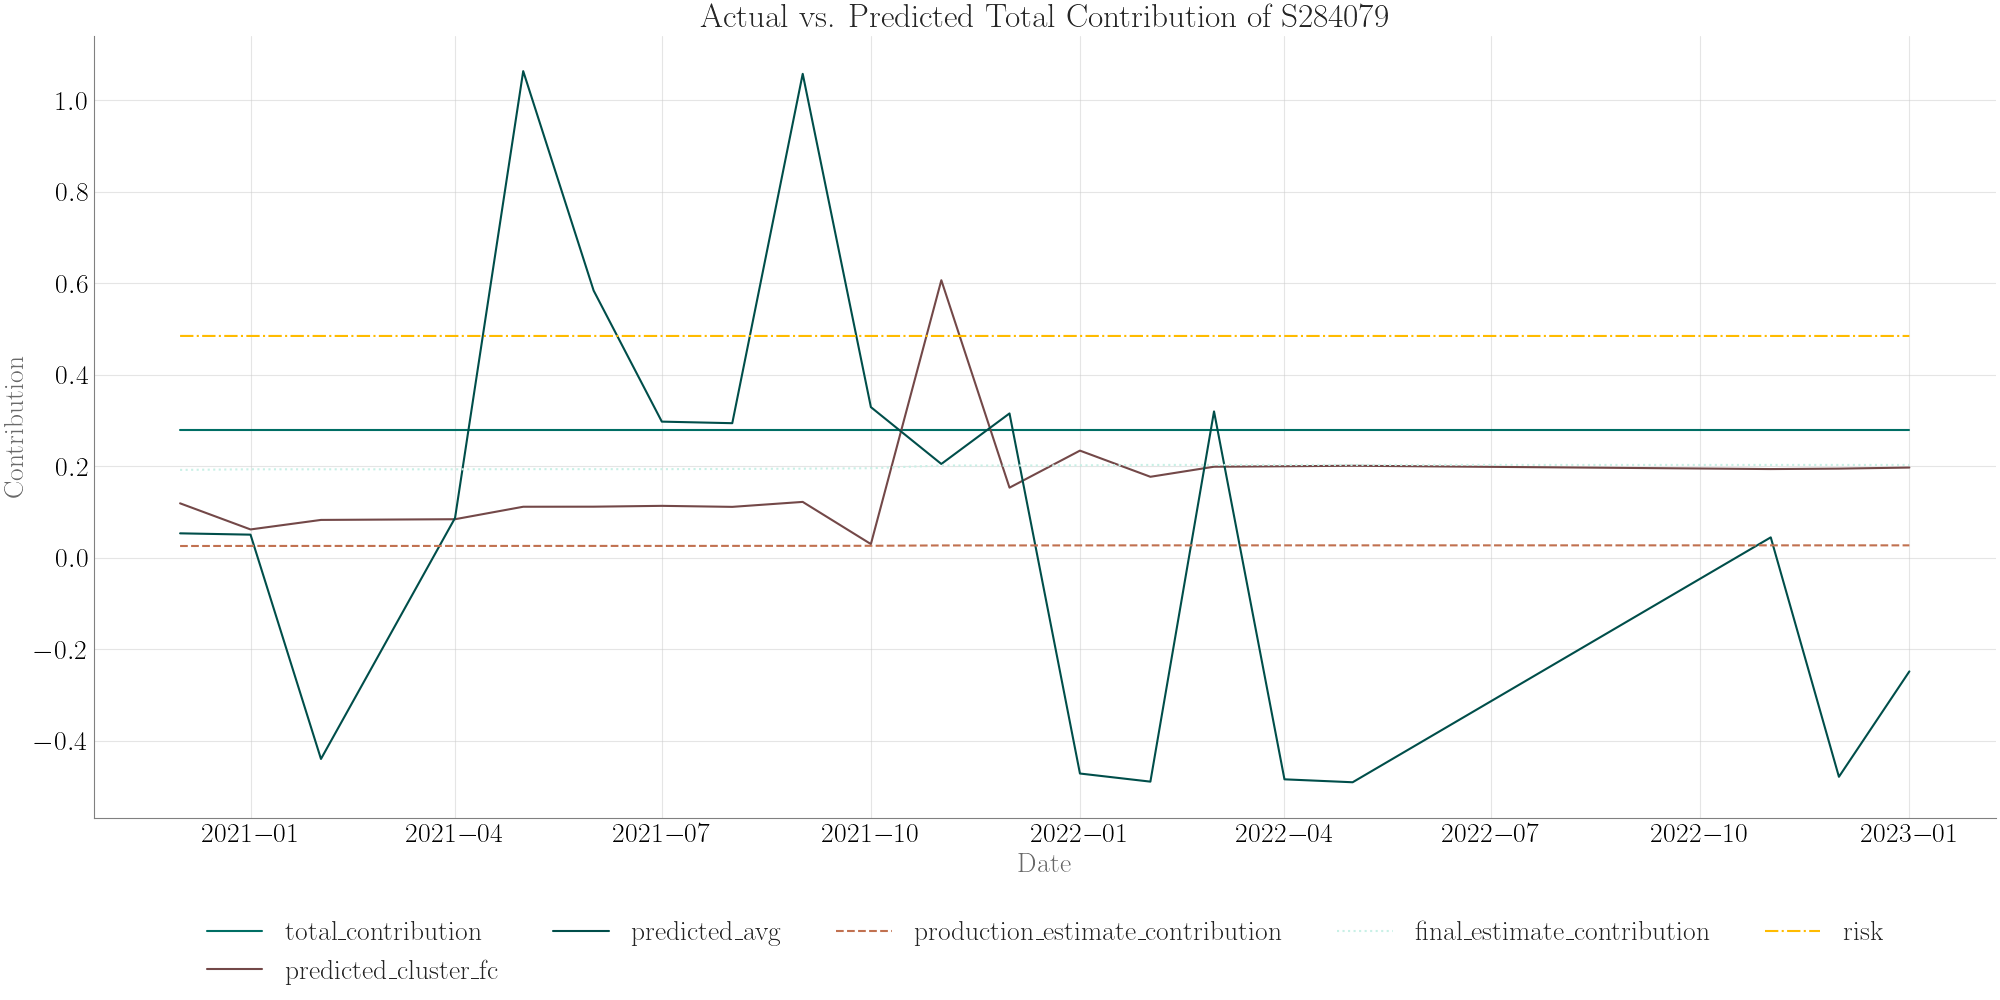 Actual vs. Predicted Total Contribution of S284079
Contribution
1.0
0.8
0.6
0.4
0.2
0.0
−0.2
−0.4
2021−01 2021−04 2021−07 2021−10 2022−01 2022−04 2022−07 2022−10 2023−01
Date
total_contribution predicted_avg production_estimate_contribution final_estimate_contribution risk
predicted_cluster_fc